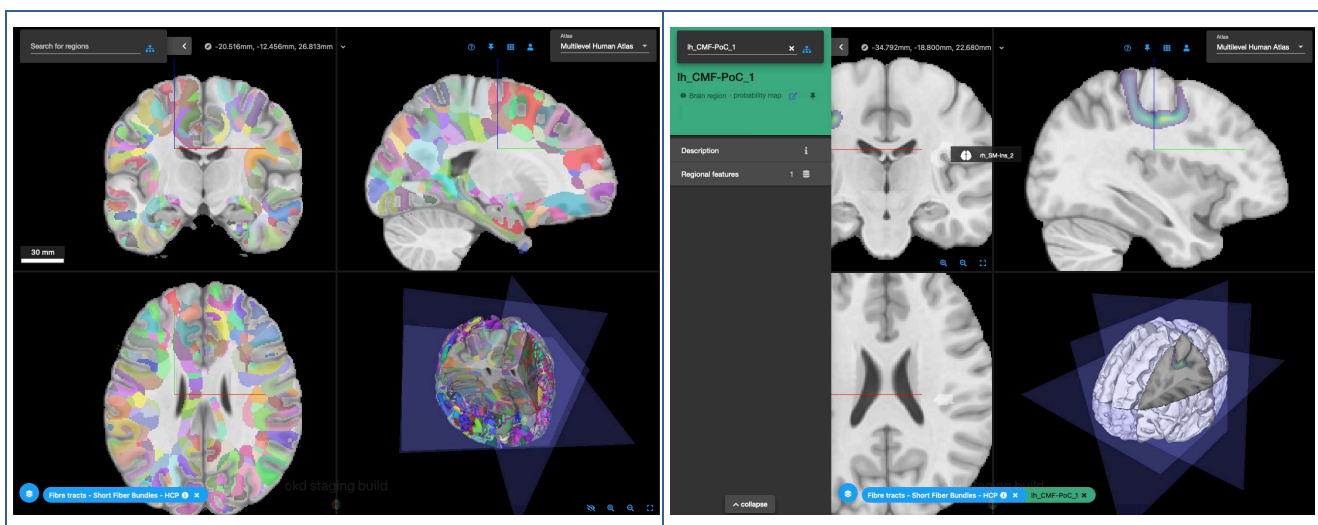 Search for regions
-20.516mm, -12.456mm, 26.813mm
Atlas
Multilevel Human Atlas
30 mm
okd staging build
Fibre tracts - Short Fiber Bundles - HCP
lh_CMF-PoC_1
-34.792mm, -18.800mm, 22.680mm
Atlas
Multilevel Human Atlas
lh_CMF-PoC_1
Brain region - probability map
Description
Regional features 1
rh_SM-Ins_2
collapse
staging build
Fibre tracts - Short Fiber Bundles - HCP
lh_CMF-PoC_1